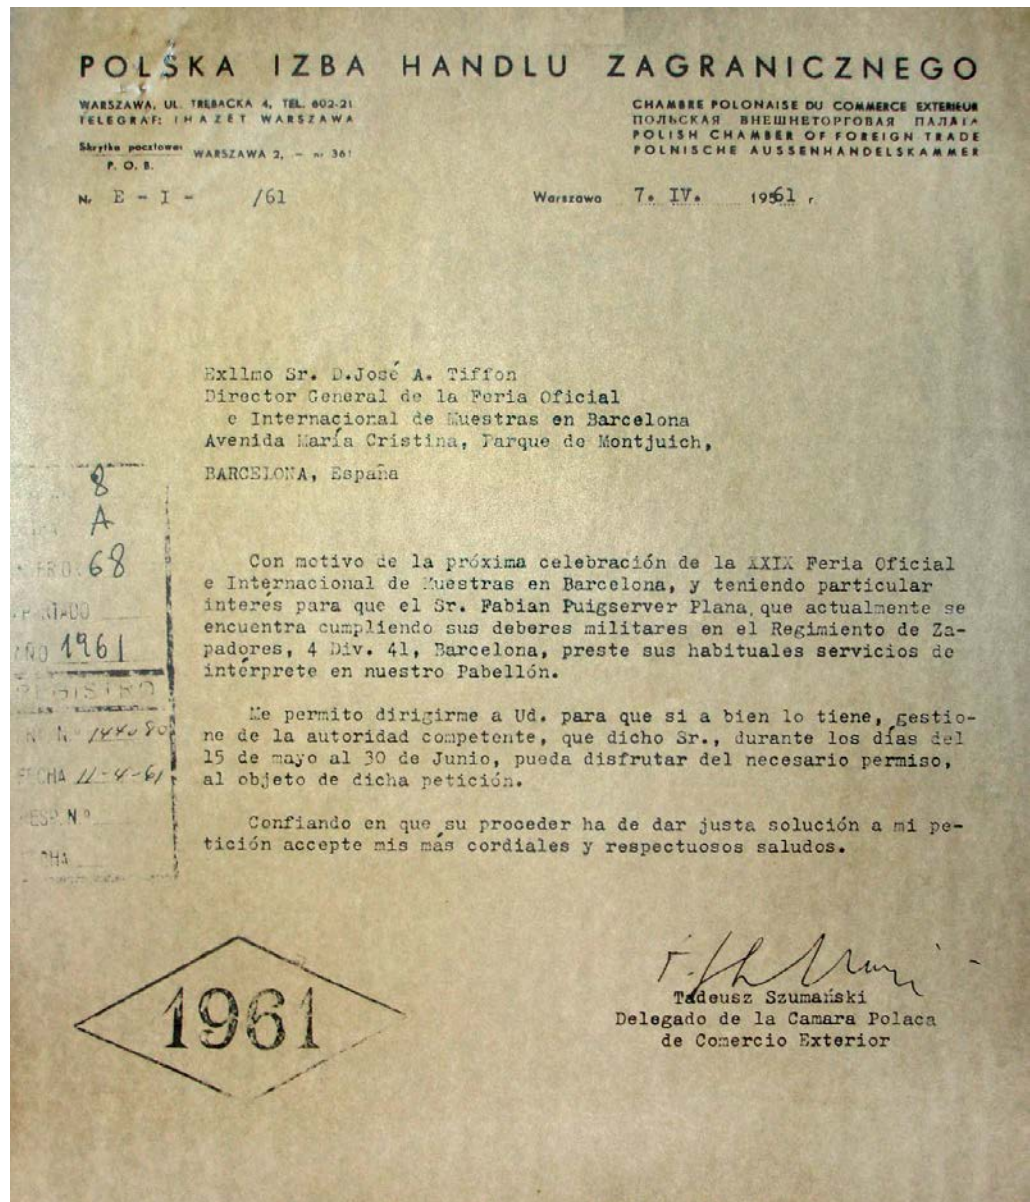 POLSKA IZBA HANDLU ZAGRANICZNEGO
WARSZAWA, UL. TRĘBACKA 4, TEL. 602-21
TELEGRAF: IHAZET WARSZAWA
Skrytka pocztowa: WARSZAWA 2, – nr 361
P. O. B.
CHAMBRE POLONAISE DU COMMERCE EXTERIEUR
ПОЛЬСКАЯ ВНЕШНЕТОРГОВАЯ ПАЛАТА
POLISH CHAMBER OF FOREIGN TRADE
POLNISCHE AUSSENHANDELSKAMMER
Nr E - I - /61
Warszawa 7. IV. 1961 r.
Exllmo Sr. D.José A. Tiffon
Director General de la Feria Oficial
e Internacional de Muestras en Barcelona
Avenida María Cristina, Parque de Montjuich,
BARCELONA, España
8
A
68
1961
REGISTRO
FECHA 11-4-61
RESP. Nº
Con motivo de la próxima celebración de la XXIX Feria Oficial
e Internacional de Muestras en Barcelona, y teniendo particular
interés para que el Sr. Fabian Puigserver Plana, que actualmente se
encuentra cumpliendo sus deberes militares en el Regimiento de Za-
padores, 4 Div. 41, Barcelona, preste sus habituales servicios de
intérprete en nuestro Pabellón.
Me permito dirigirme a Ud. para que si a bien lo tiene, gestio-
ne de la autoridad competente, que dicho Sr., durante los días del
15 de mayo al 30 de Junio, pueda disfrutar del necesario permiso,
al objeto de dicha petición.
Confiando en que su proceder ha de dar justa solución a mi pe-
tición accepte mis más cordiales y respectuosos saludos.
1961
Tadeusz Szumański
Delegado de la Camara Polaca
de Comercio Exterior